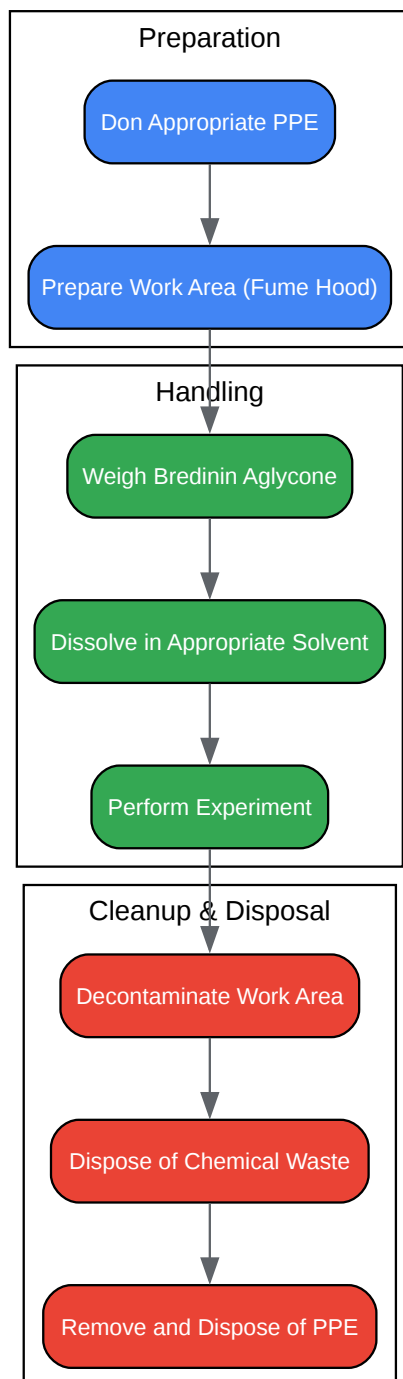 Preparation
Don Appropriate PPE
Prepare Work Area (Fume Hood)
Handling
Weigh Bredinin Aglycone
Dissolve in Appropriate Solvent
Perform Experiment
Cleanup & Disposal
Decontaminate Work Area
Dispose of Chemical Waste
Remove and Dispose of PPE